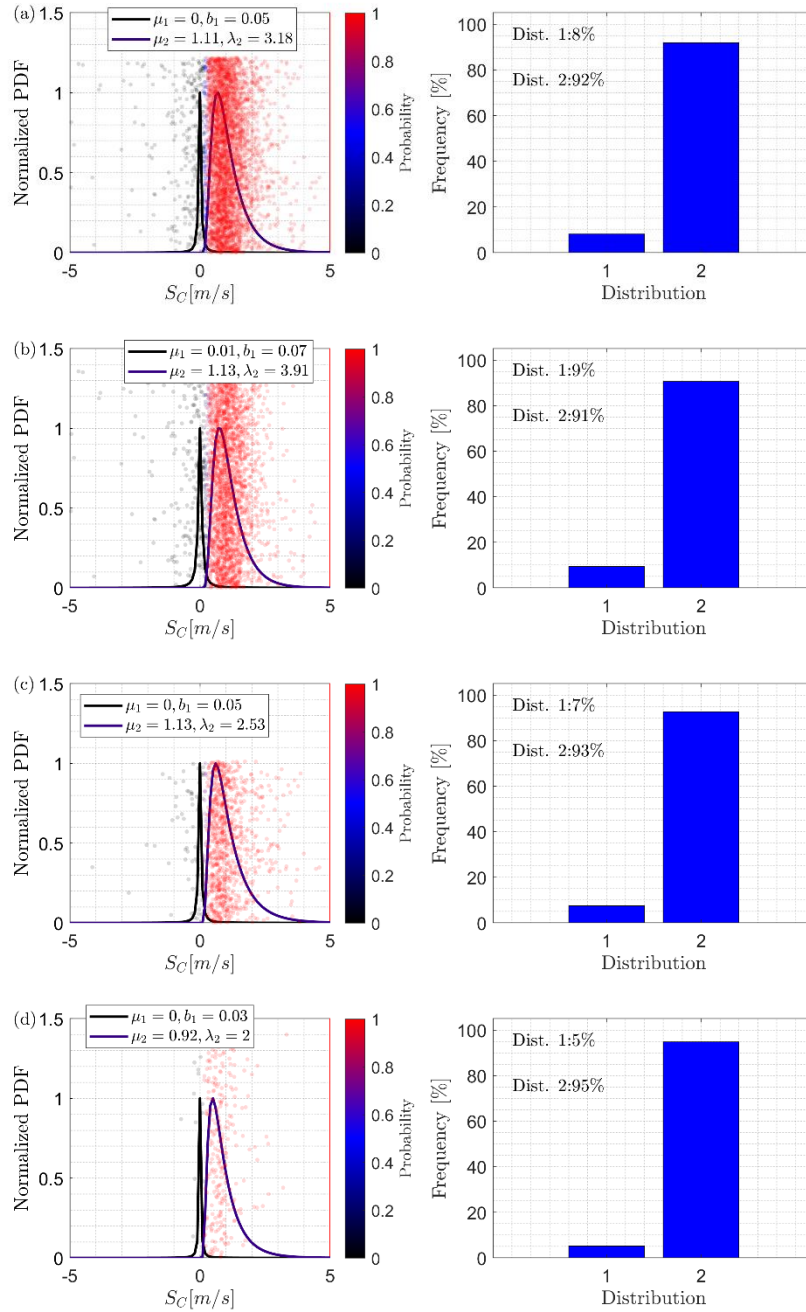 (a)
μ₁ = 0, b₁ = 0.05
μ₂ = 1.11, λ₂ = 3.18
Normalized PDF
1.5
1
0.5
0
-5
0
5
S_C[m/s]
1
0.8
0.6
0.4
0.2
0
Probability
Frequency [%]
100
80
60
40
20
0
Dist. 1:8%
Dist. 2:92%
1
2
Distribution
(b)
μ₁ = 0.01, b₁ = 0.07
μ₂ = 1.13, λ₂ = 3.91
Normalized PDF
1.5
1
0.5
0
-5
0
5
S_C[m/s]
1
0.8
0.6
0.4
0.2
0
Probability
Frequency [%]
100
80
60
40
20
0
Dist. 1:9%
Dist. 2:91%
1
2
Distribution
(c)
μ₁ = 0, b₁ = 0.05
μ₂ = 1.13, λ₂ = 2.53
Normalized PDF
1.5
1
0.5
0
-5
0
5
S_C[m/s]
1
0.8
0.6
0.4
0.2
0
Probability
Frequency [%]
100
80
60
40
20
0
Dist. 1:7%
Dist. 2:93%
1
2
Distribution
(d)
μ₁ = 0, b₁ = 0.03
μ₂ = 0.92, λ₂ = 2
Normalized PDF
1.5
1
0.5
0
-5
0
5
S_C[m/s]
1
0.8
0.6
0.4
0.2
0
Probability
Frequency [%]
100
80
60
40
20
0
Dist. 1:5%
Dist. 2:95%
1
2
Distribution